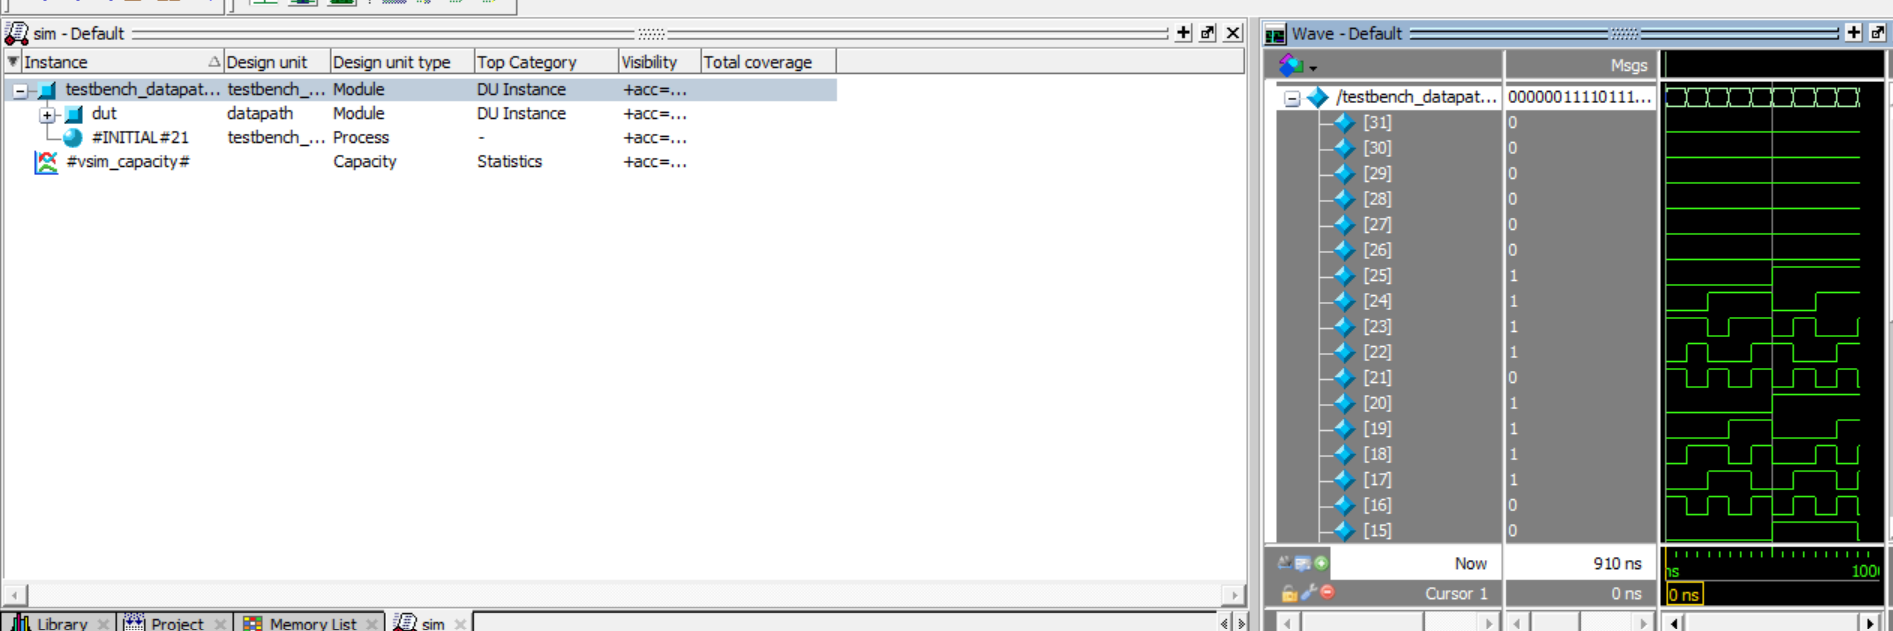 sim - Default
Instance Design unit Design unit type Top Category Visibility Total coverage
testbench_datapat... testbench_... Module DU Instance +acc=...
dut datapath Module DU Instance +acc=...
#INITIAL#21 testbench_... Process - +acc=...
#vsim_capacity# Capacity Statistics +acc=...
Library Project Memory List sim
Wave - Default
Msgs
/testbench_datapat... 00000011110111...
[31] 0
[30] 0
[29] 0
[28] 0
[27] 0
[26] 0
[25] 1
[24] 1
[23] 1
[22] 1
[21] 0
[20] 1
[19] 1
[18] 1
[17] 1
[16] 0
[15] 0
Now 910 ns ns
Cursor 1 0 ns 0 ns